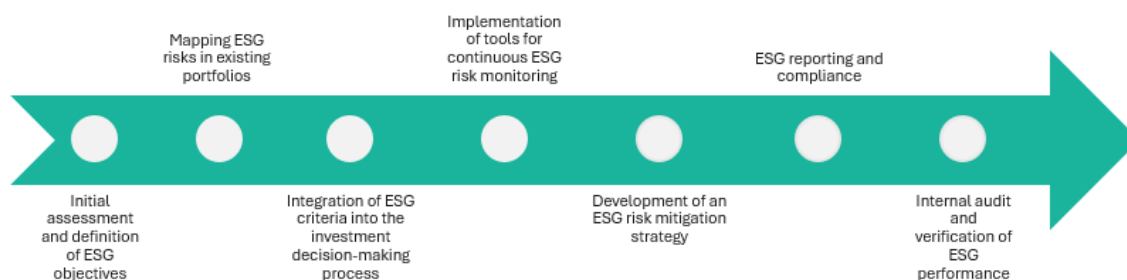 Initial
assessment
and definition
of ESG
objectives
Mapping ESG
risks in existing
portfolios
Integration of ESG
criteria into the
investment
decision-making
process
Implementation
of tools for
continuous ESG
risk monitoring
Development of an
ESG risk mitigation
strategy
ESG reporting and
compliance
Internal audit
and
verification of
ESG
performance